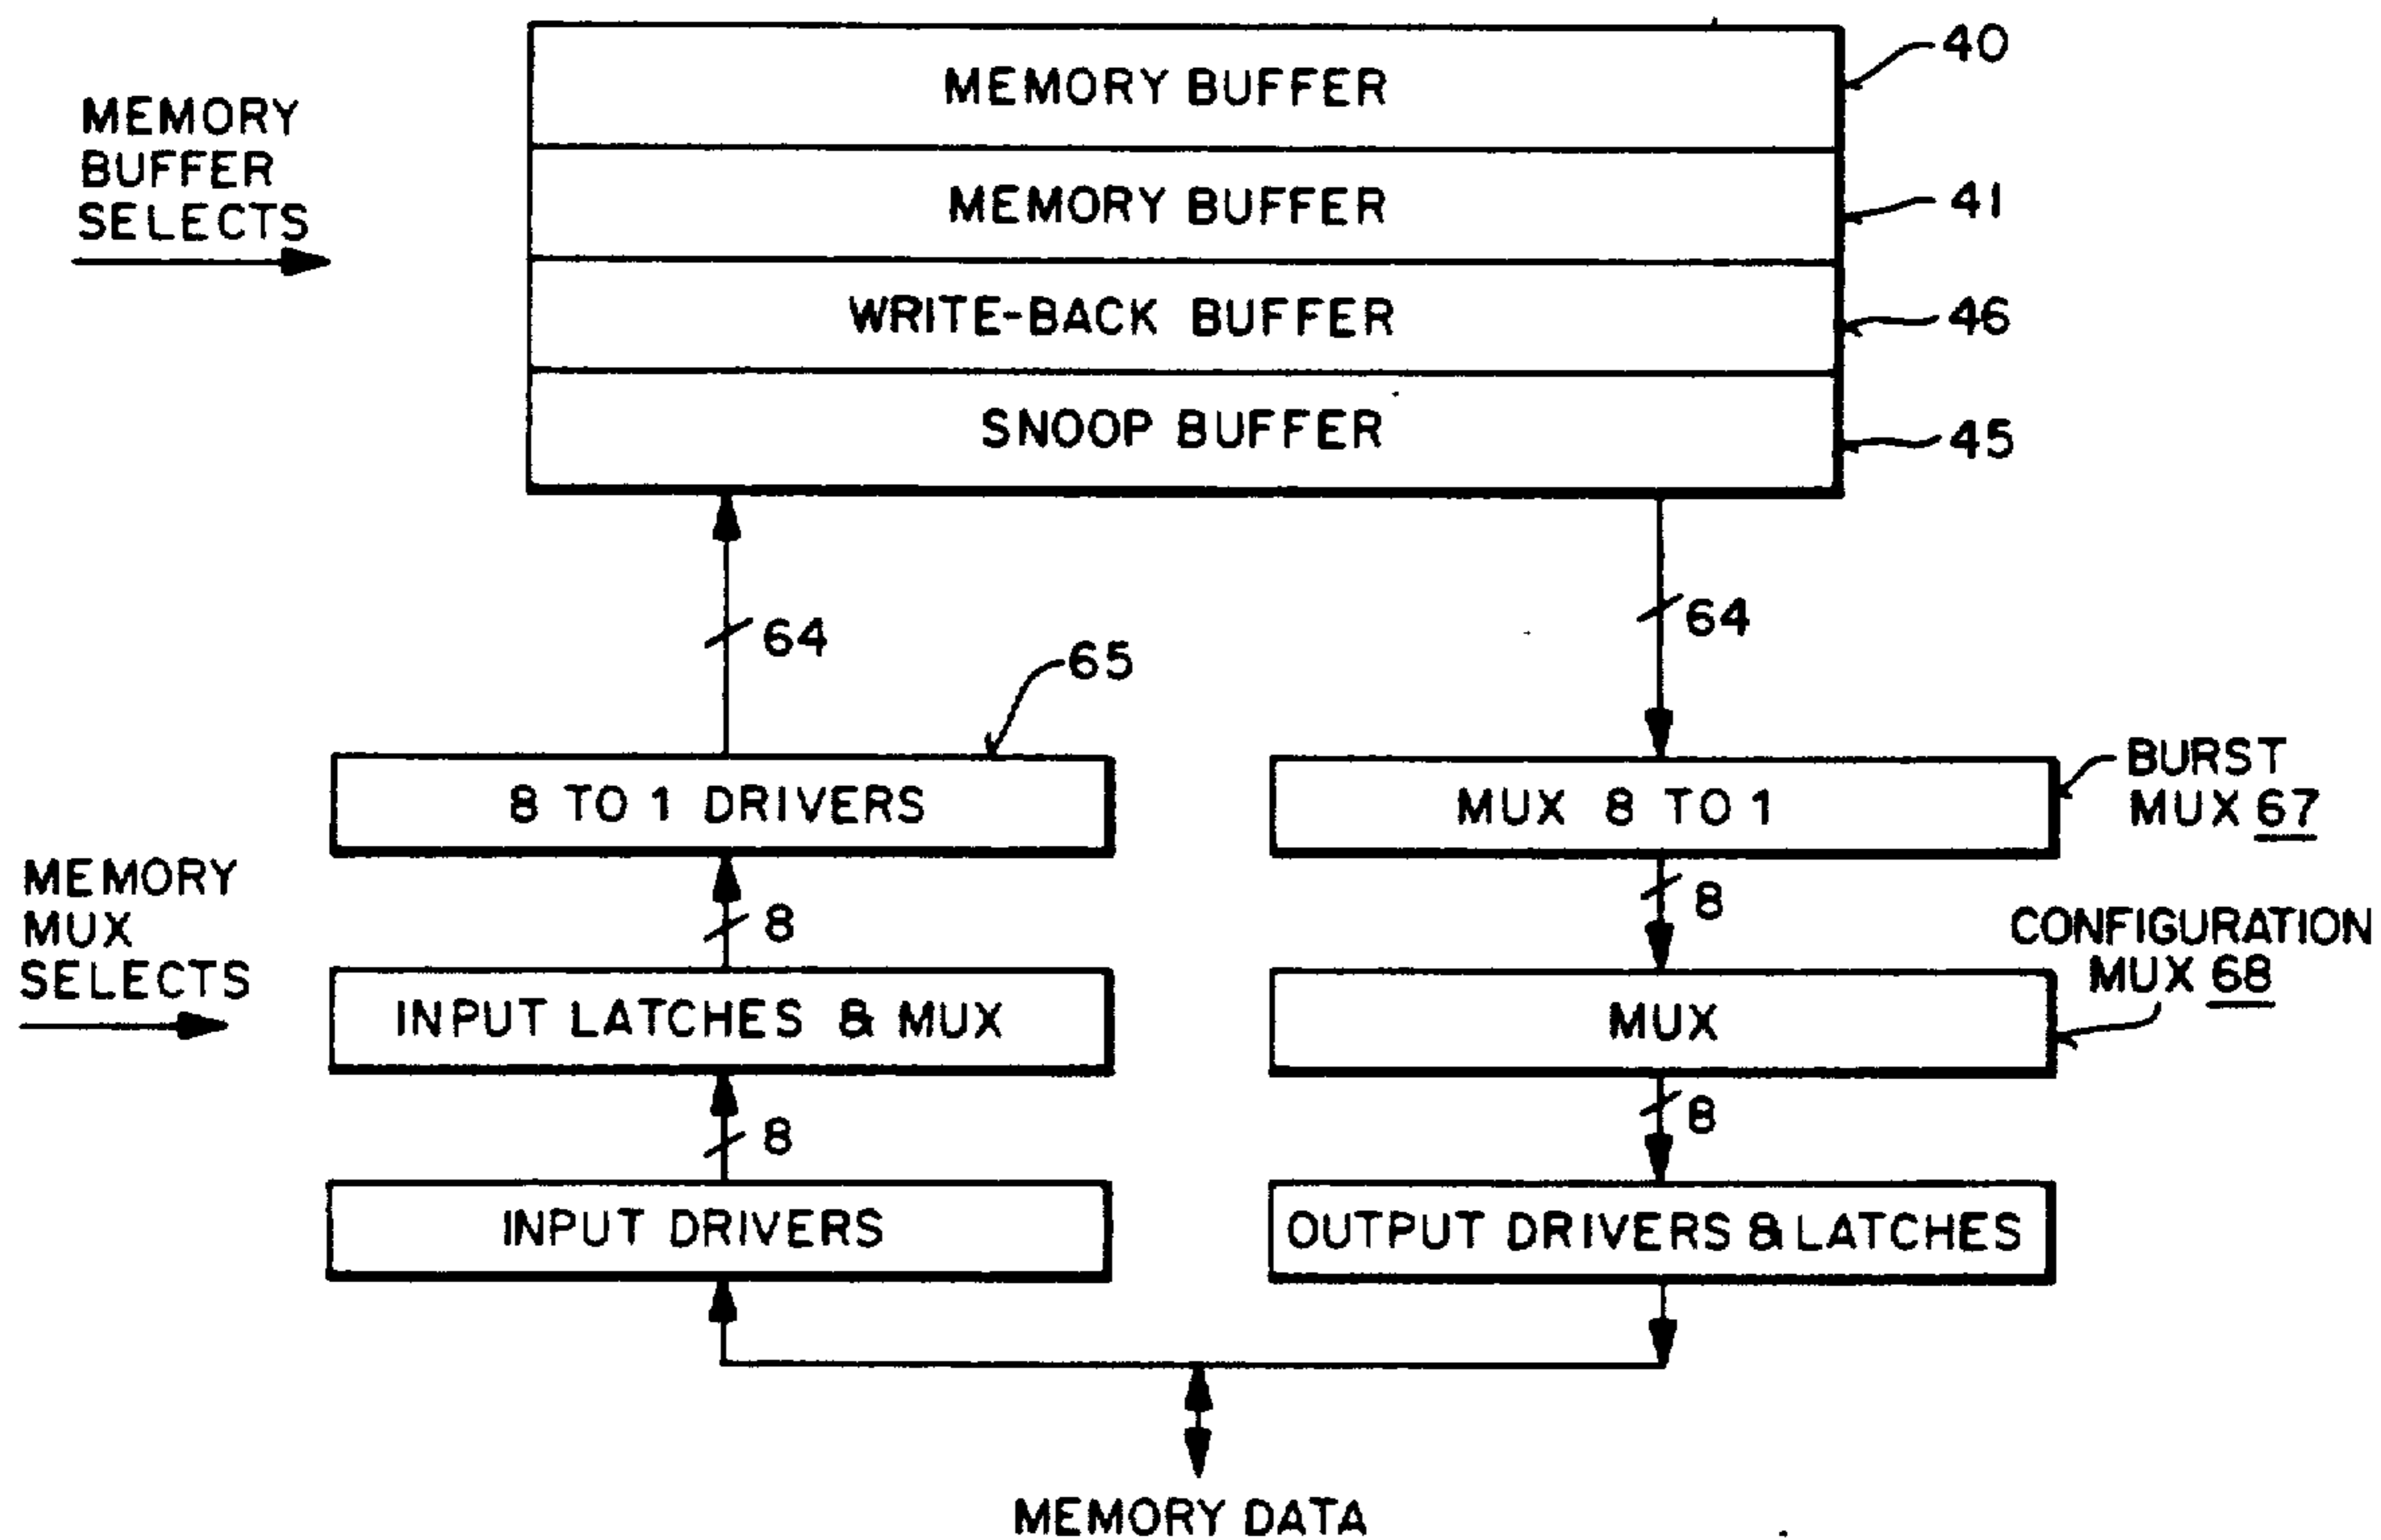 MEMORY BUFFER
40
MEMORY
BUFFER
SELECTS
MEMORY BUFFER
41
WRITE-BACK BUFFER
46
SNOOP BUFFER
45
64
64
65
8 TO 1 DRIVERS
MUX 8 TO 1
BURST
MUX 67
MEMORY
MUX
SELECTS
8
8
INPUT LATCHES & MUX
MUX
CONFIGURATION
MUX 68
8
8
INPUT DRIVERS
OUTPUT DRIVERS & LATCHES
MEMORY DATA